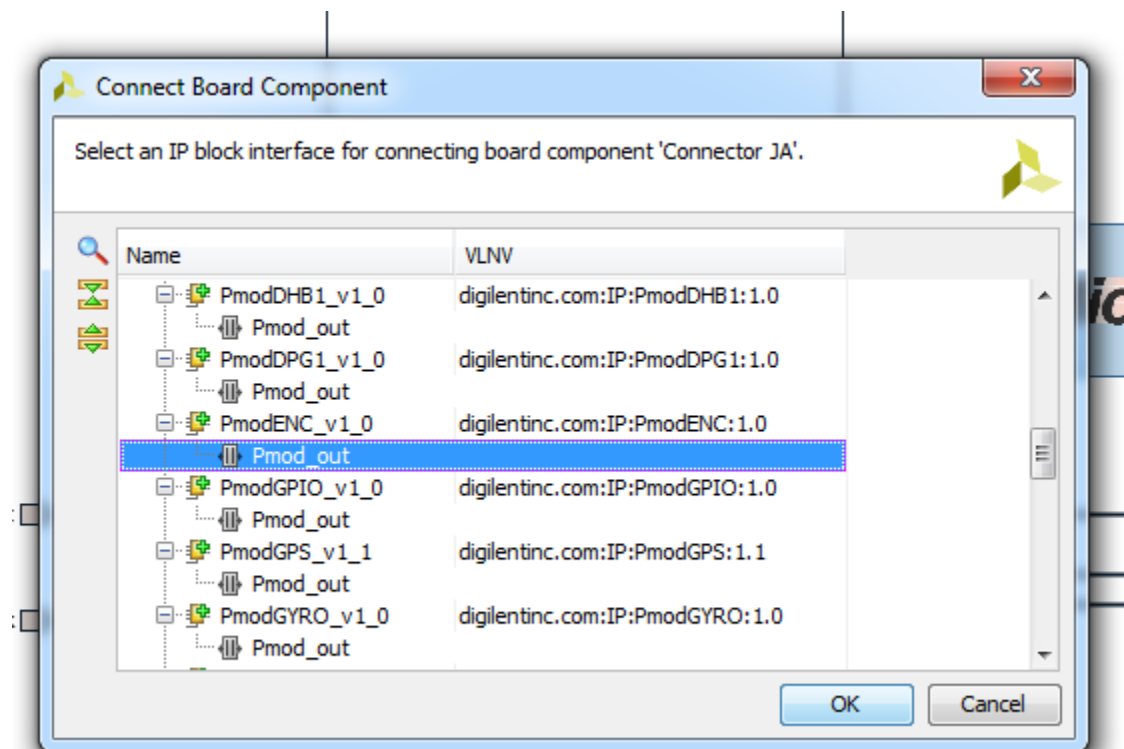 Connect Board Component
Select an IP block interface for connecting board component 'Connector JA'.
Name VLNV
PmodDHB1_v1_0 digilentinc.com:IP:PmodDHB1:1.0
Pmod_out
PmodDPG1_v1_0 digilentinc.com:IP:PmodDPG1:1.0
Pmod_out
PmodENC_v1_0 digilentinc.com:IP:PmodENC:1.0
Pmod_out
PmodGPIO_v1_0 digilentinc.com:IP:PmodGPIO:1.0
Pmod_out
PmodGPS_v1_1 digilentinc.com:IP:PmodGPS:1.1
Pmod_out
PmodGYRO_v1_0 digilentinc.com:IP:PmodGYRO:1.0
Pmod_out
OK Cancel